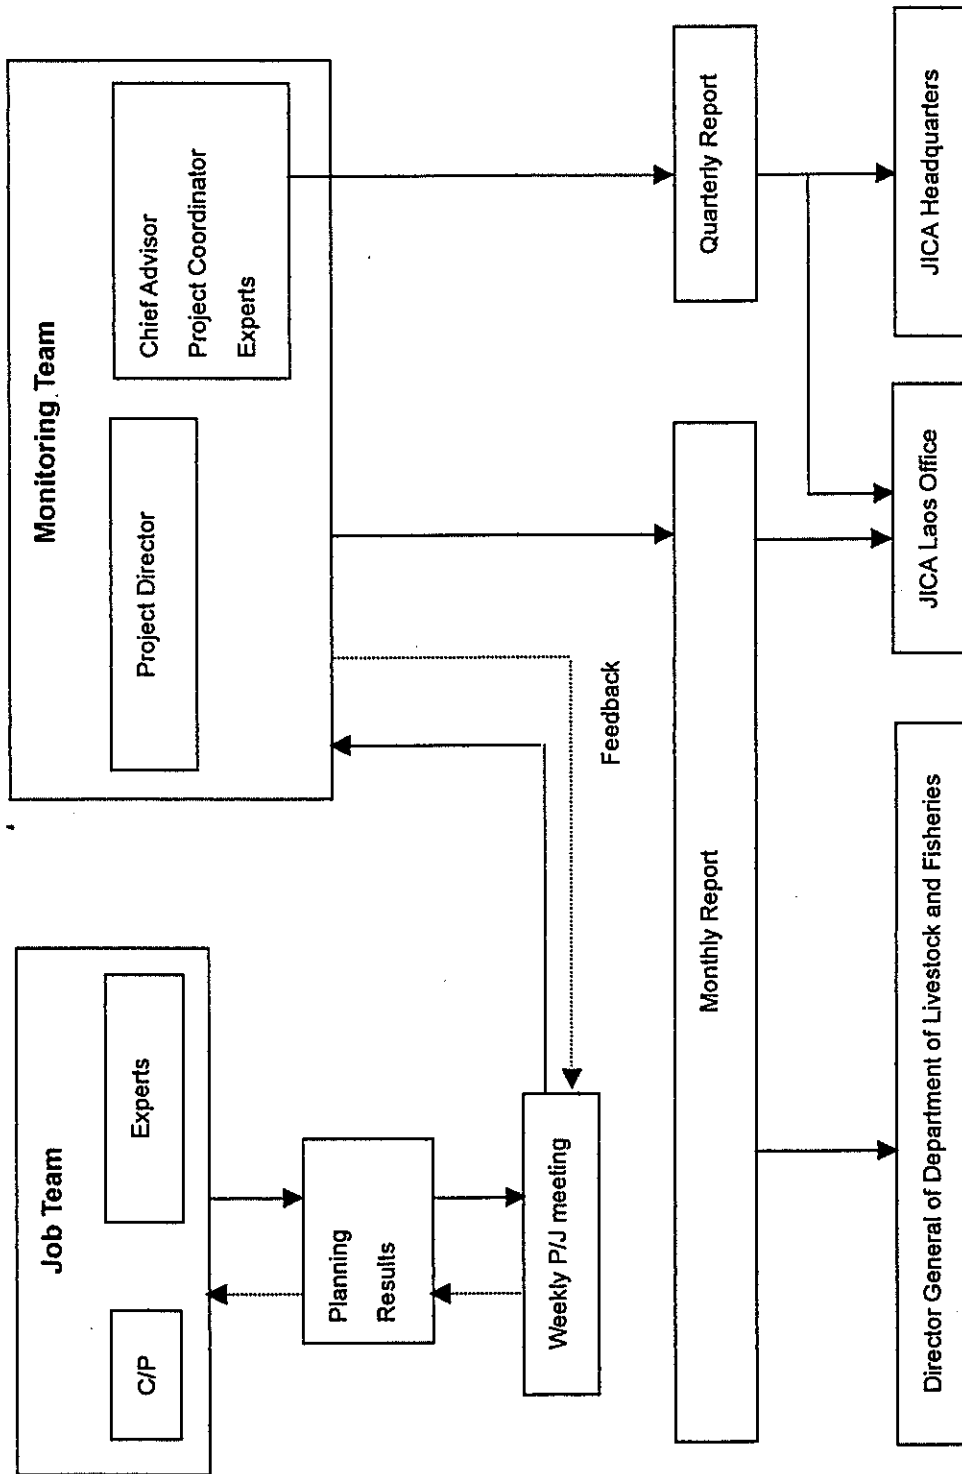 Job Team
C/P
Experts
Planning
Results
Weekly P/J meeting
Monitoring Team
Project Director
Chief Advisor
Project Coordinator
Experts
Feedback
Monthly Report
Quarterly Report
Director General of Department of Livestock and Fisheries
JICA Laos Office
JICA Headquarters